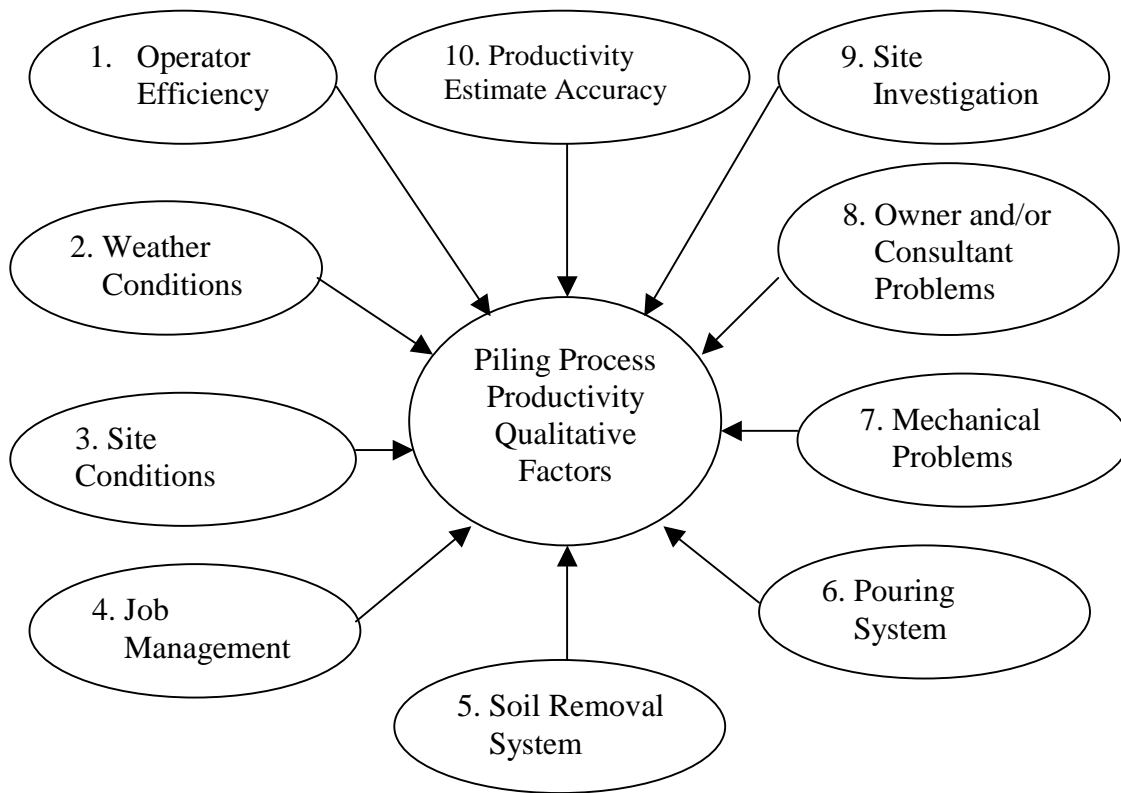 1. Operator
Efficiency
10. Productivity
Estimate Accuracy
9. Site
Investigation
2. Weather
Conditions
8. Owner and/or
Consultant
Problems
Piling Process
Productivity
Qualitative
Factors
3. Site
Conditions
7. Mechanical
Problems
4. Job
Management
6. Pouring
System
5. Soil Removal
System